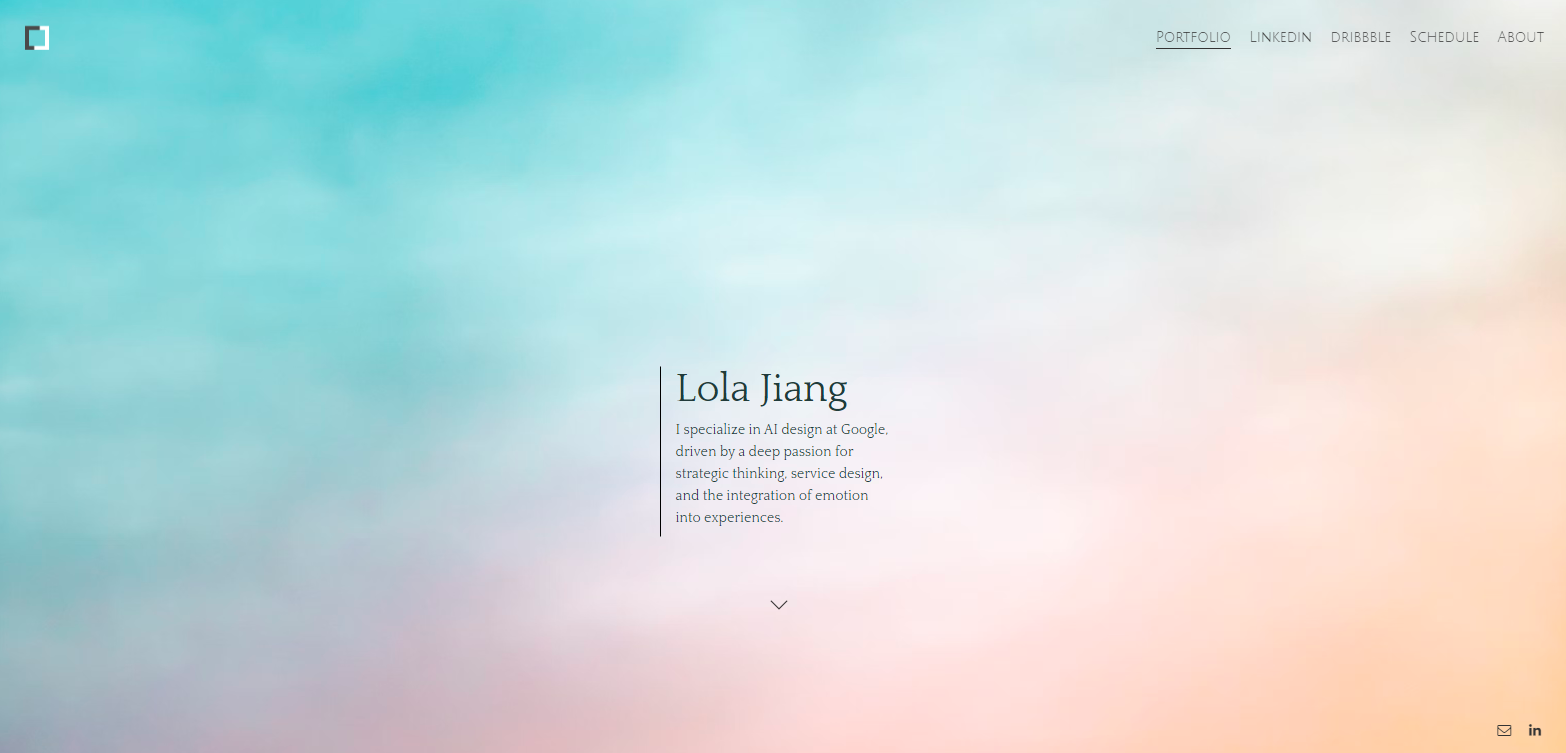 Portfolio
LinkedIn
dribbble
Schedule
About
Lola Jiang
I specialize in AI design at Google,
driven by a deep passion for
strategic thinking, service design,
and the integration of emotion
into experiences.
in